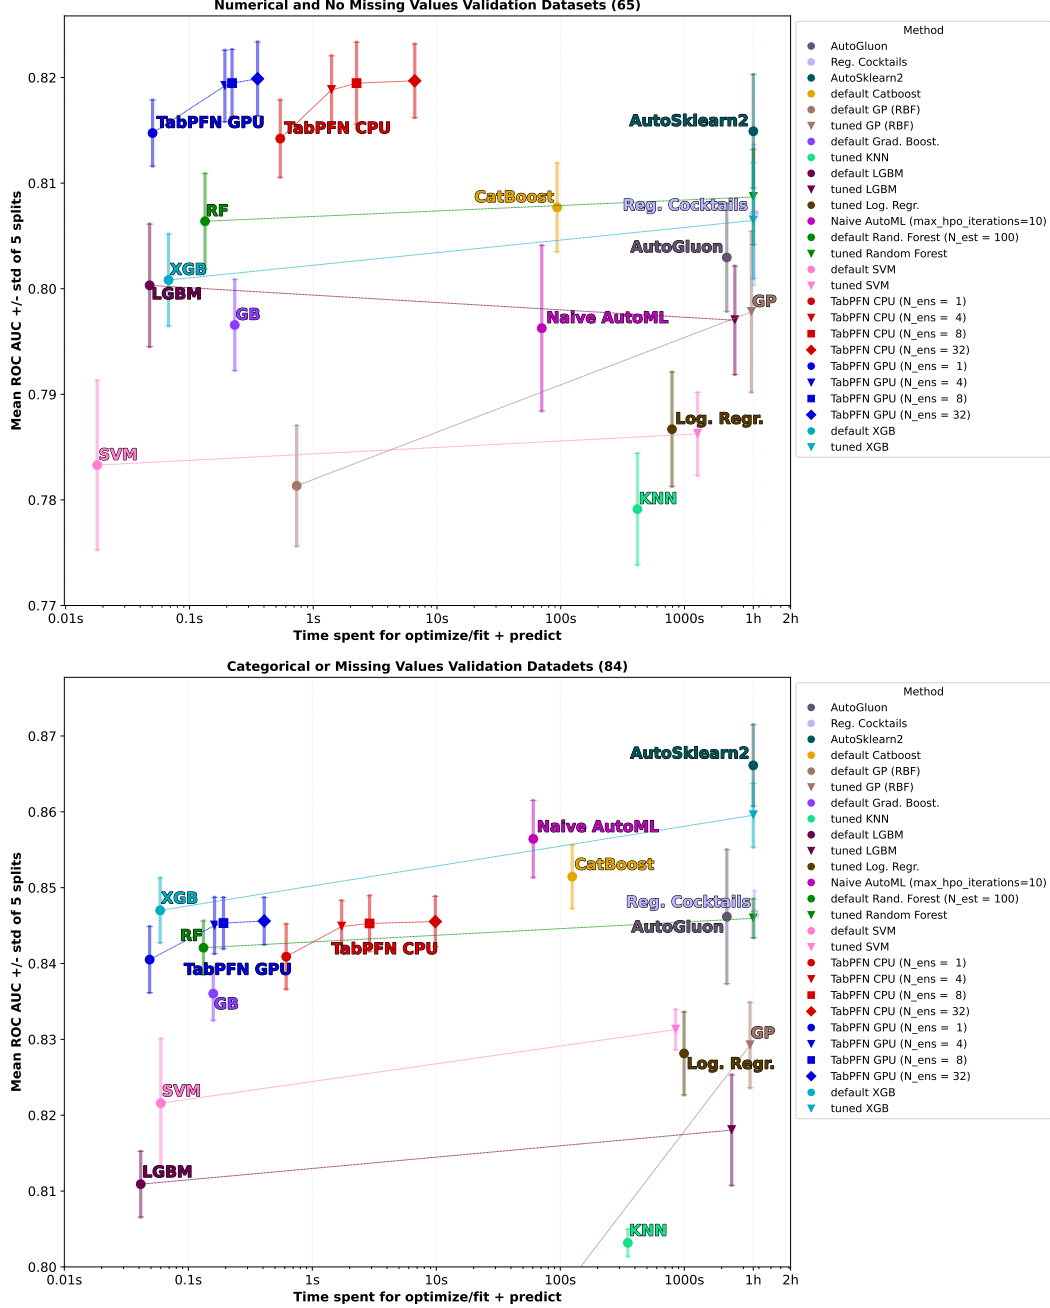 Numerical and No Missing Values Validation Datasets (65)
Mean ROC AUC +/- std of 5 splits
0.82
0.81
0.80
0.79
0.78
0.77
TabPFN GPU
TabPFN CPU
AutoSklearn2
CatBoost
Reg. Cocktails
RF
AutoGluon
XGB
LGBM
GP
GB
Naive AutoML
Log. Regr.
SVM
KNN
0.01s 0.1s 1s 10s 100s 1000s 1h 2h
Time spent for optimize/fit + predict
Method
AutoGluon
Reg. Cocktails
AutoSklearn2
default Catboost
default GP (RBF)
tuned GP (RBF)
default Grad. Boost.
tuned KNN
default LGBM
tuned LGBM
tuned Log. Regr.
Naive AutoML (max_hpo_iterations=10)
default Rand. Forest (N_est = 100)
tuned Random Forest
default SVM
tuned SVM
TabPFN CPU (N_ens = 1)
TabPFN CPU (N_ens = 4)
TabPFN CPU (N_ens = 8)
TabPFN CPU (N_ens = 32)
TabPFN GPU (N_ens = 1)
TabPFN GPU (N_ens = 4)
TabPFN GPU (N_ens = 8)
TabPFN GPU (N_ens = 32)
default XGB
tuned XGB
Categorical or Missing Values Validation Datadets (84)
Mean ROC AUC +/- std of 5 splits
0.87
0.86
0.85
0.84
0.83
0.82
0.81
0.80
AutoSklearn2
Naive AutoML
CatBoost
XGB
Reg. Cocktails
AutoGluon
RF
TabPFN CPU
TabPFN GPU
GB
GP
Log. Regr.
SVM
LGBM
KNN
0.01s 0.1s 1s 10s 100s 1000s 1h 2h
Time spent for optimize/fit + predict
Method
AutoGluon
Reg. Cocktails
AutoSklearn2
default Catboost
default GP (RBF)
tuned GP (RBF)
default Grad. Boost.
tuned KNN
default LGBM
tuned LGBM
tuned Log. Regr.
Naive AutoML (max_hpo_iterations=10)
default Rand. Forest (N_est = 100)
tuned Random Forest
default SVM
tuned SVM
TabPFN CPU (N_ens = 1)
TabPFN CPU (N_ens = 4)
TabPFN CPU (N_ens = 8)
TabPFN CPU (N_ens = 32)
TabPFN GPU (N_ens = 1)
TabPFN GPU (N_ens = 4)
TabPFN GPU (N_ens = 8)
TabPFN GPU (N_ens = 32)
default XGB
tuned XGB